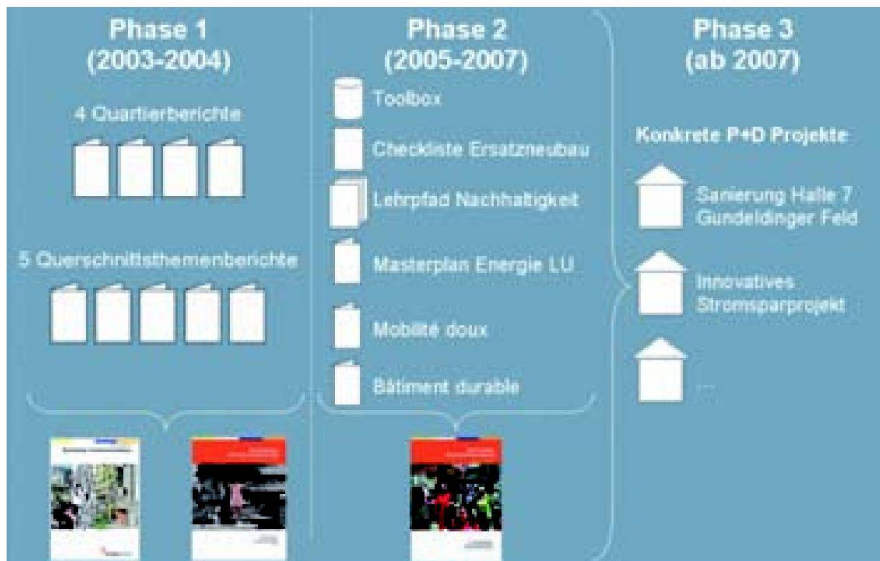 Phase 1
(2003-2004)
4 Quartierberichte
5 Querschnittsthemenberichte
Phase 2
(2005-2007)
Toolbox
Checkliste Ersatzneubau
Lehrpfad Nachhaltigkeit
Masterplan Energie LU
Mobilité doux
Bâtiment durable
Phase 3
(ab 2007)
Konkrete P+D Projekte
Sanierung Halle 7
Gundeldinger Feld
Innovatives
Stromsparprojekt
...